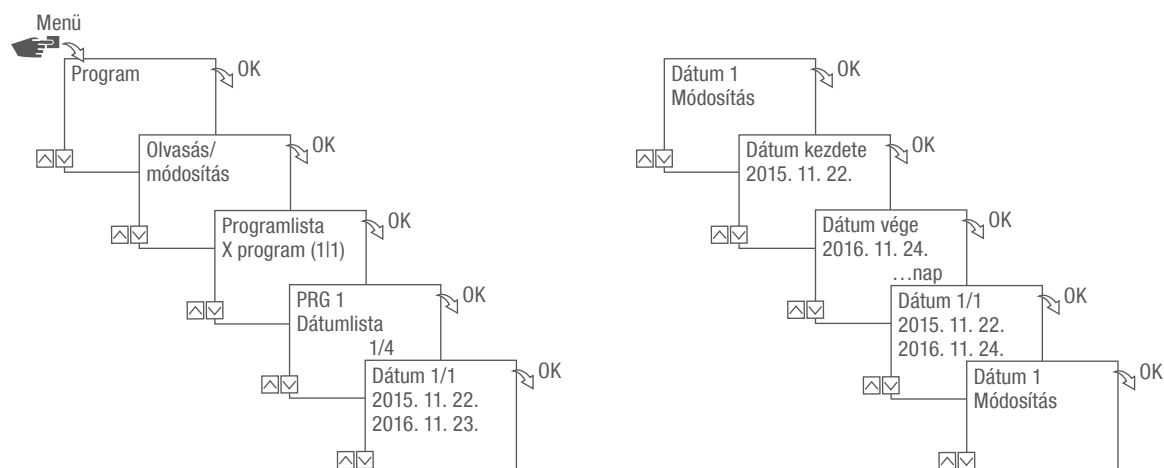 Menü
Program
OK
Olvasás/
módosítás
OK
Programlista
X program (1|1)
OK
PRG 1
Dátumlista
1/4
OK
Dátum 1/1
2015. 11. 22.
2016. 11. 23.
OK
Dátum 1
Módosítás
OK
Dátum kezdete
2015. 11. 22.
OK
Dátum vége
2016. 11. 24.
…nap
OK
Dátum 1/1
2015. 11. 22.
2016. 11. 24.
OK
Dátum 1
Módosítás
OK